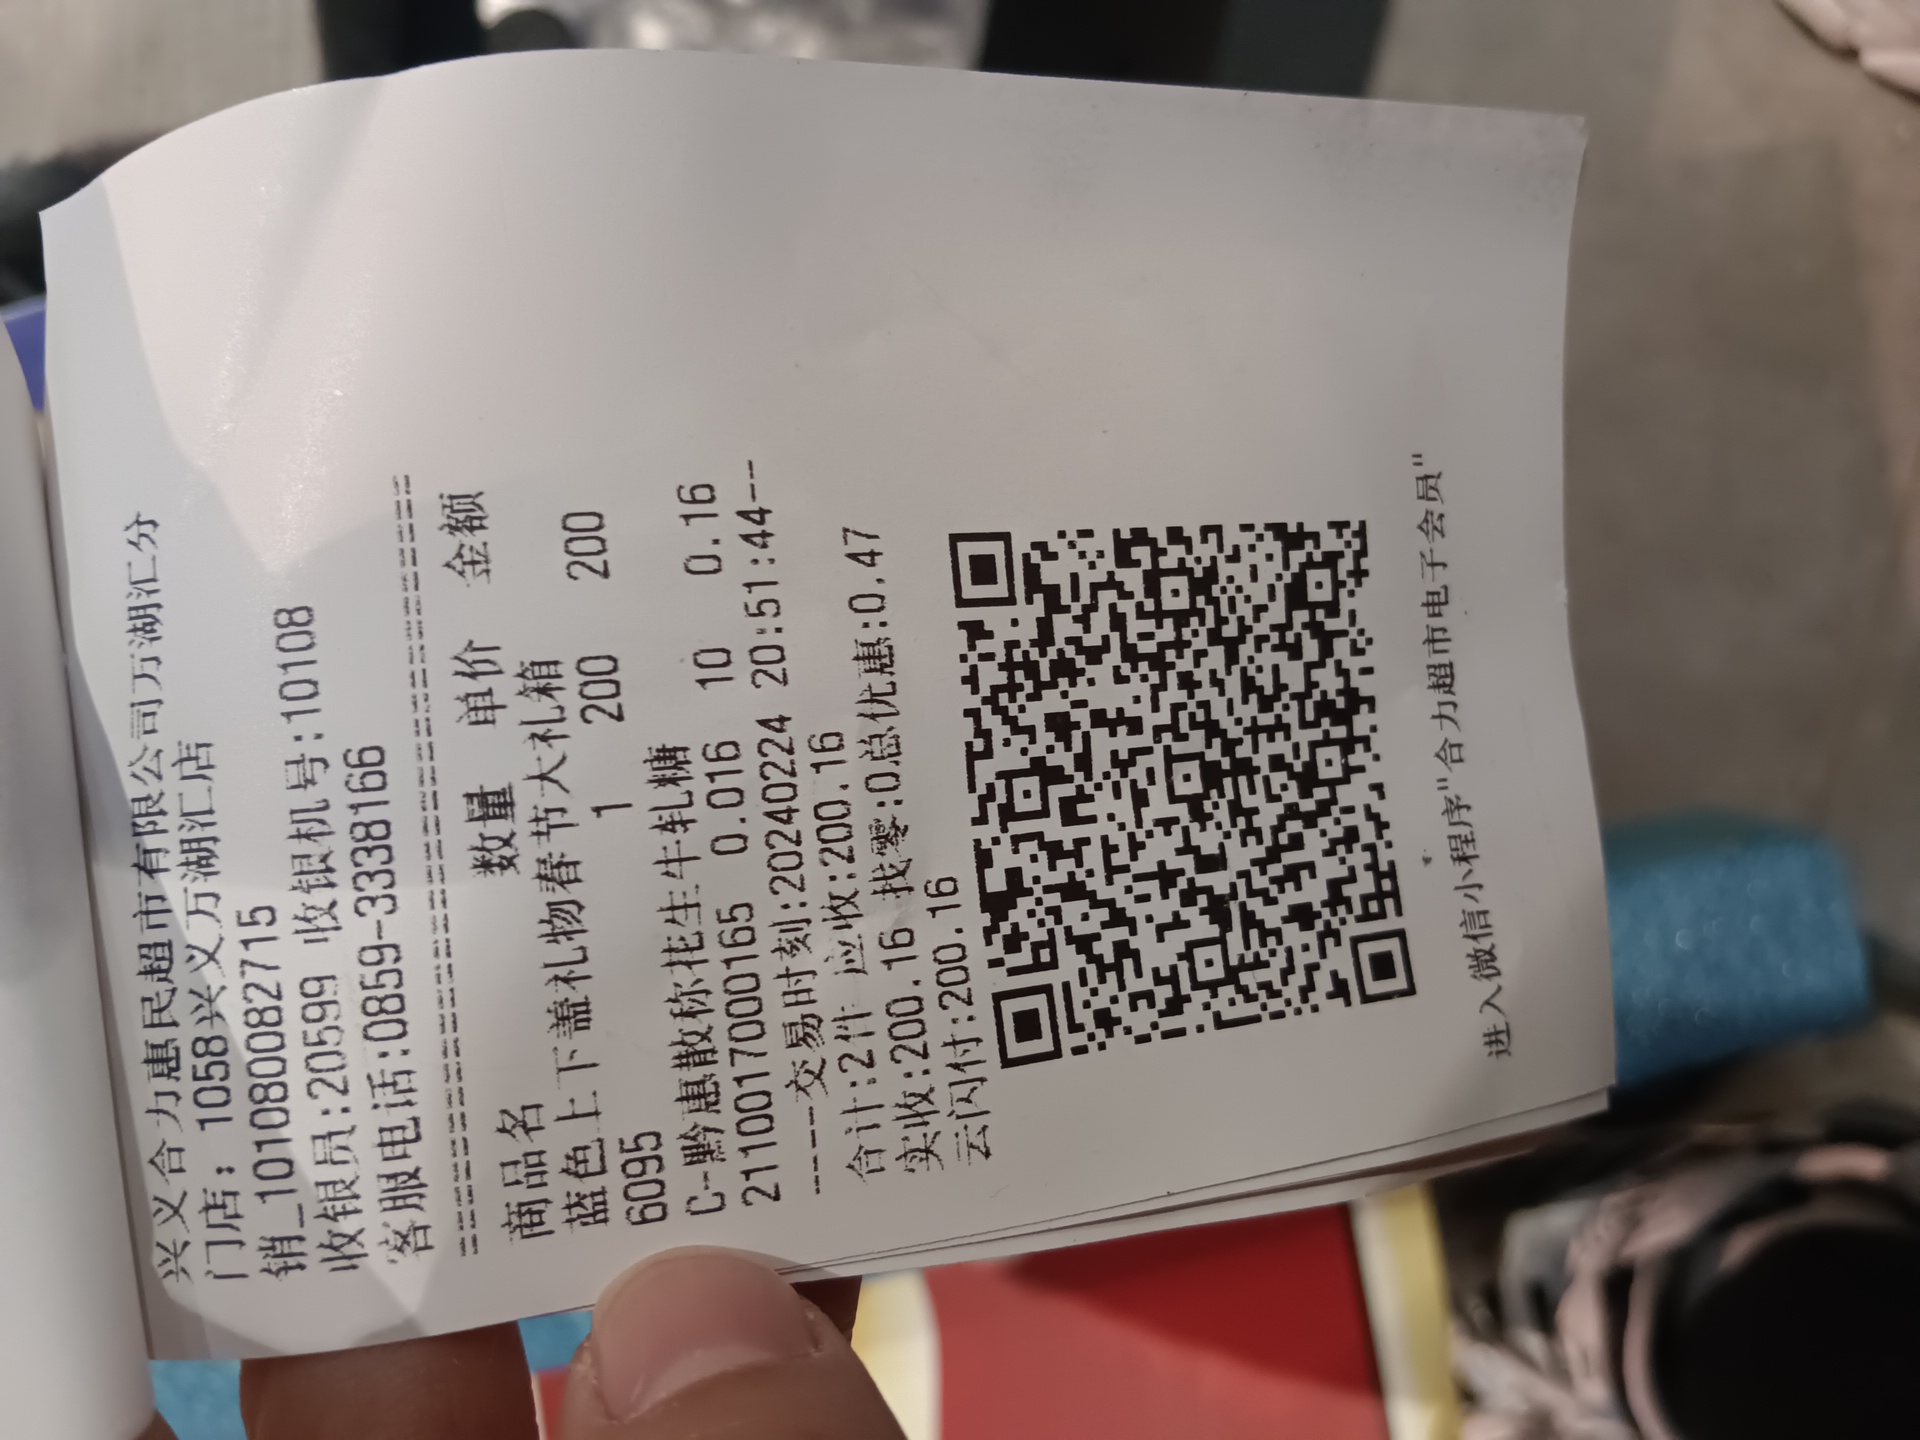 兴义合力惠民超市有限公司万湖汇分
门店：1058兴义万湖汇店
销_1010800827​15
收银员:20599 收银机号:10108
客服电话:0859-3338166
商品名 数量 单价 金额
蓝色上下盖礼物春节大礼箱
6095 1 200 200
C-黔惠散称花生牛轧糖
2110017000165 0.016 10 0.16
----交易时刻:20240224 20:51:44--
合计:2件 应收:200.16
实收:200.16 找零:0总优惠:0.47
云闪付:200.16
进入微信小程序"合力超市电子会员"